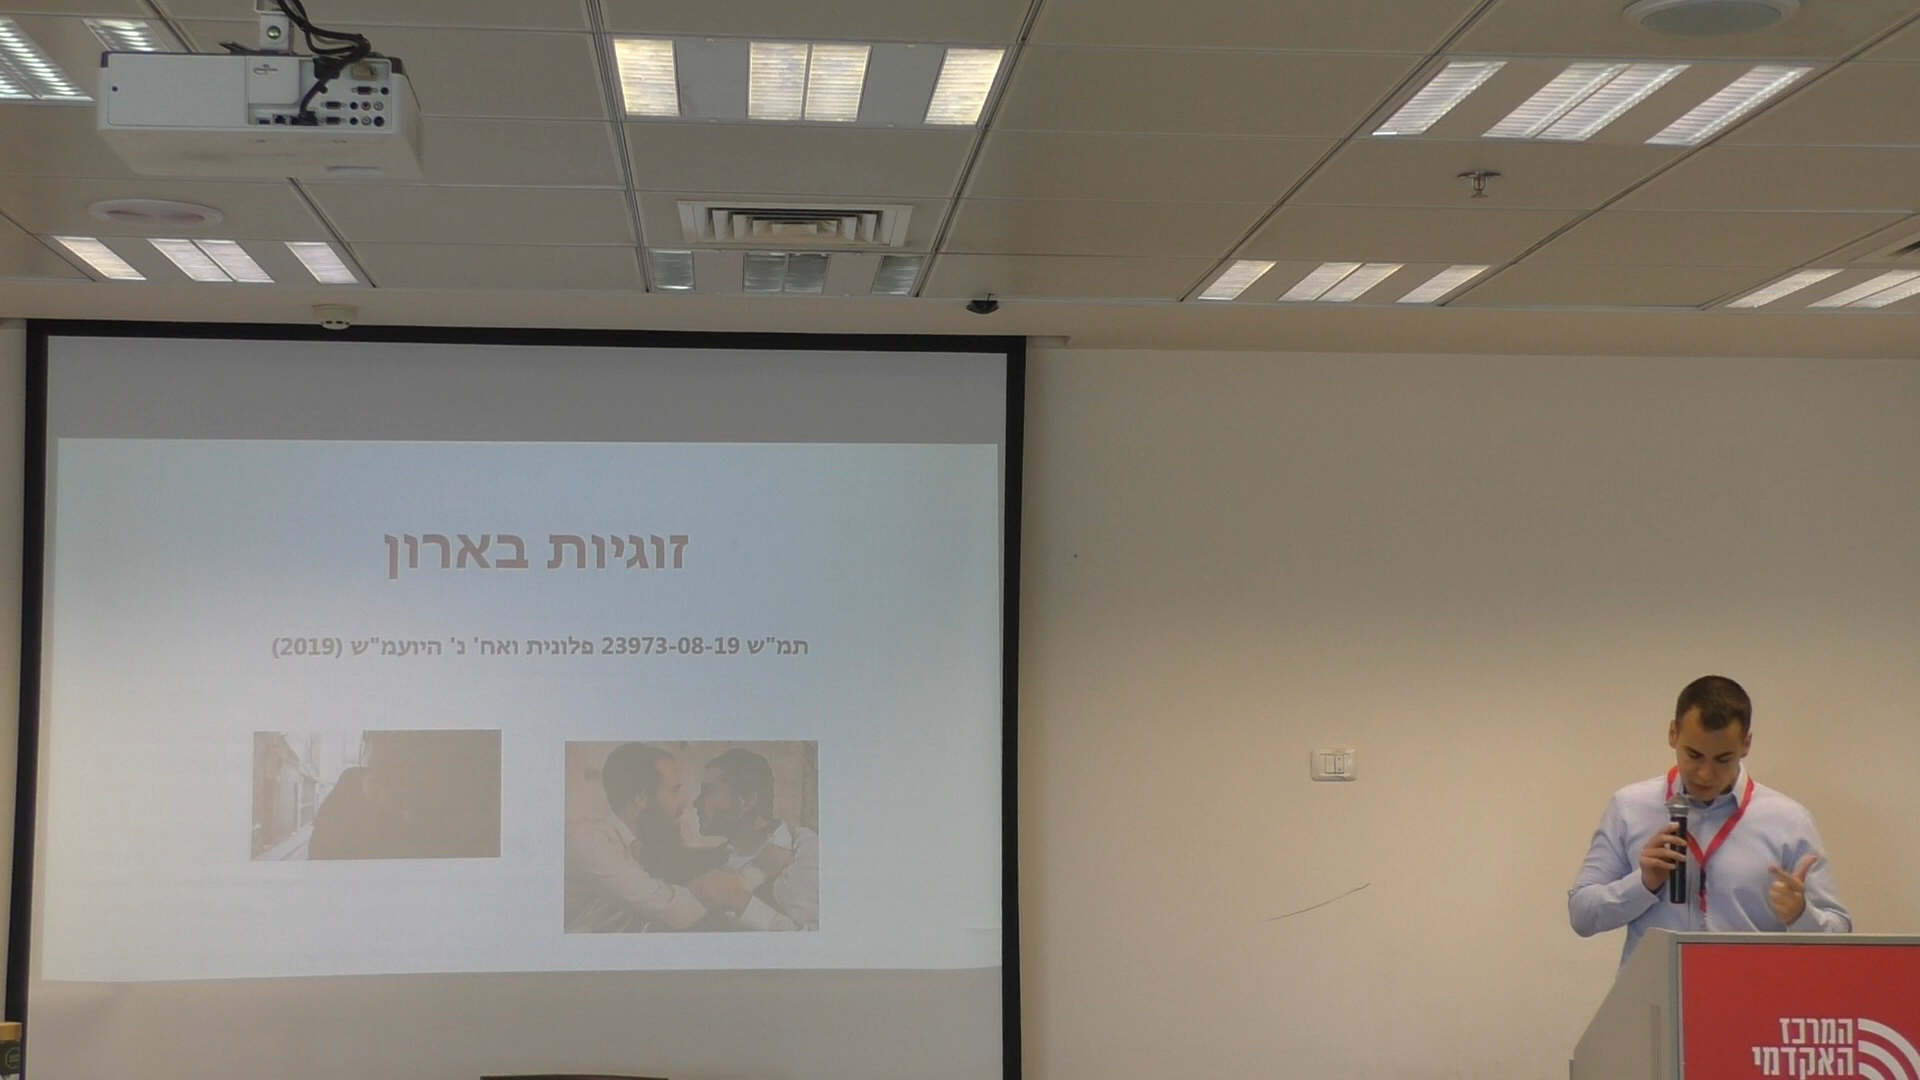 זוגיות בארון
תמ"ש 23973-08-19 פלונית ואח' נ' היועמ"ש (2019)
המרכז
האקדמי